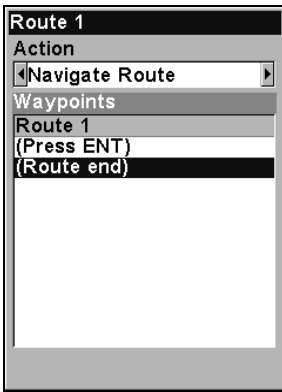 Route 1
Action
Navigate Route
Waypoints
Route 1
(Press ENT)
(Route end)